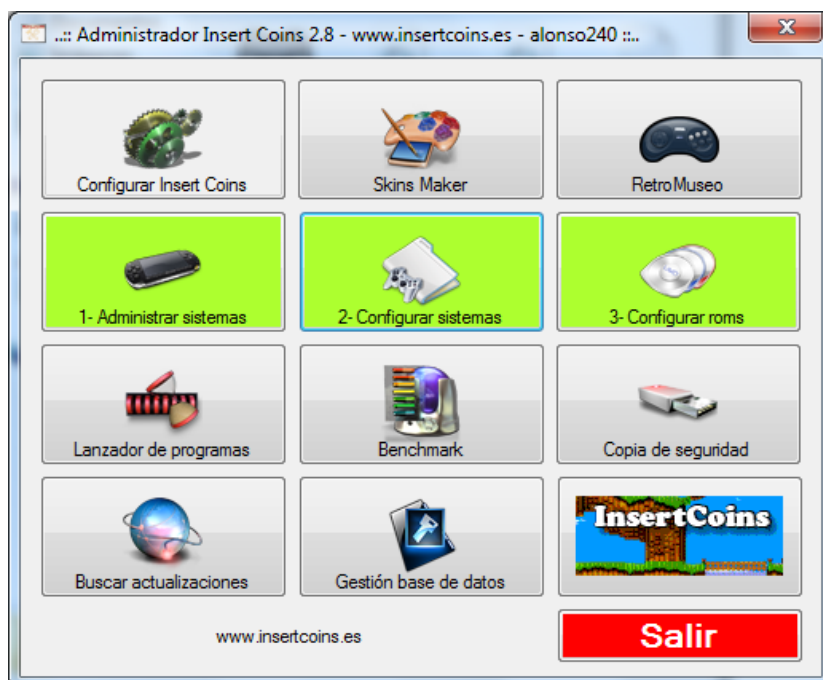 ..:: Administrador Insert Coins 2.8 - www.insertcoins.es - alonso240 ::..
Configurar Insert Coins
Skins Maker
RetroMuseo
1- Administrar sistemas
2- Configurar sistemas
3- Configurar roms
Lanzador de programas
Benchmark
Copia de seguridad
Buscar actualizaciones
Gestión base de datos
InsertCoins
www.insertcoins.es
Salir